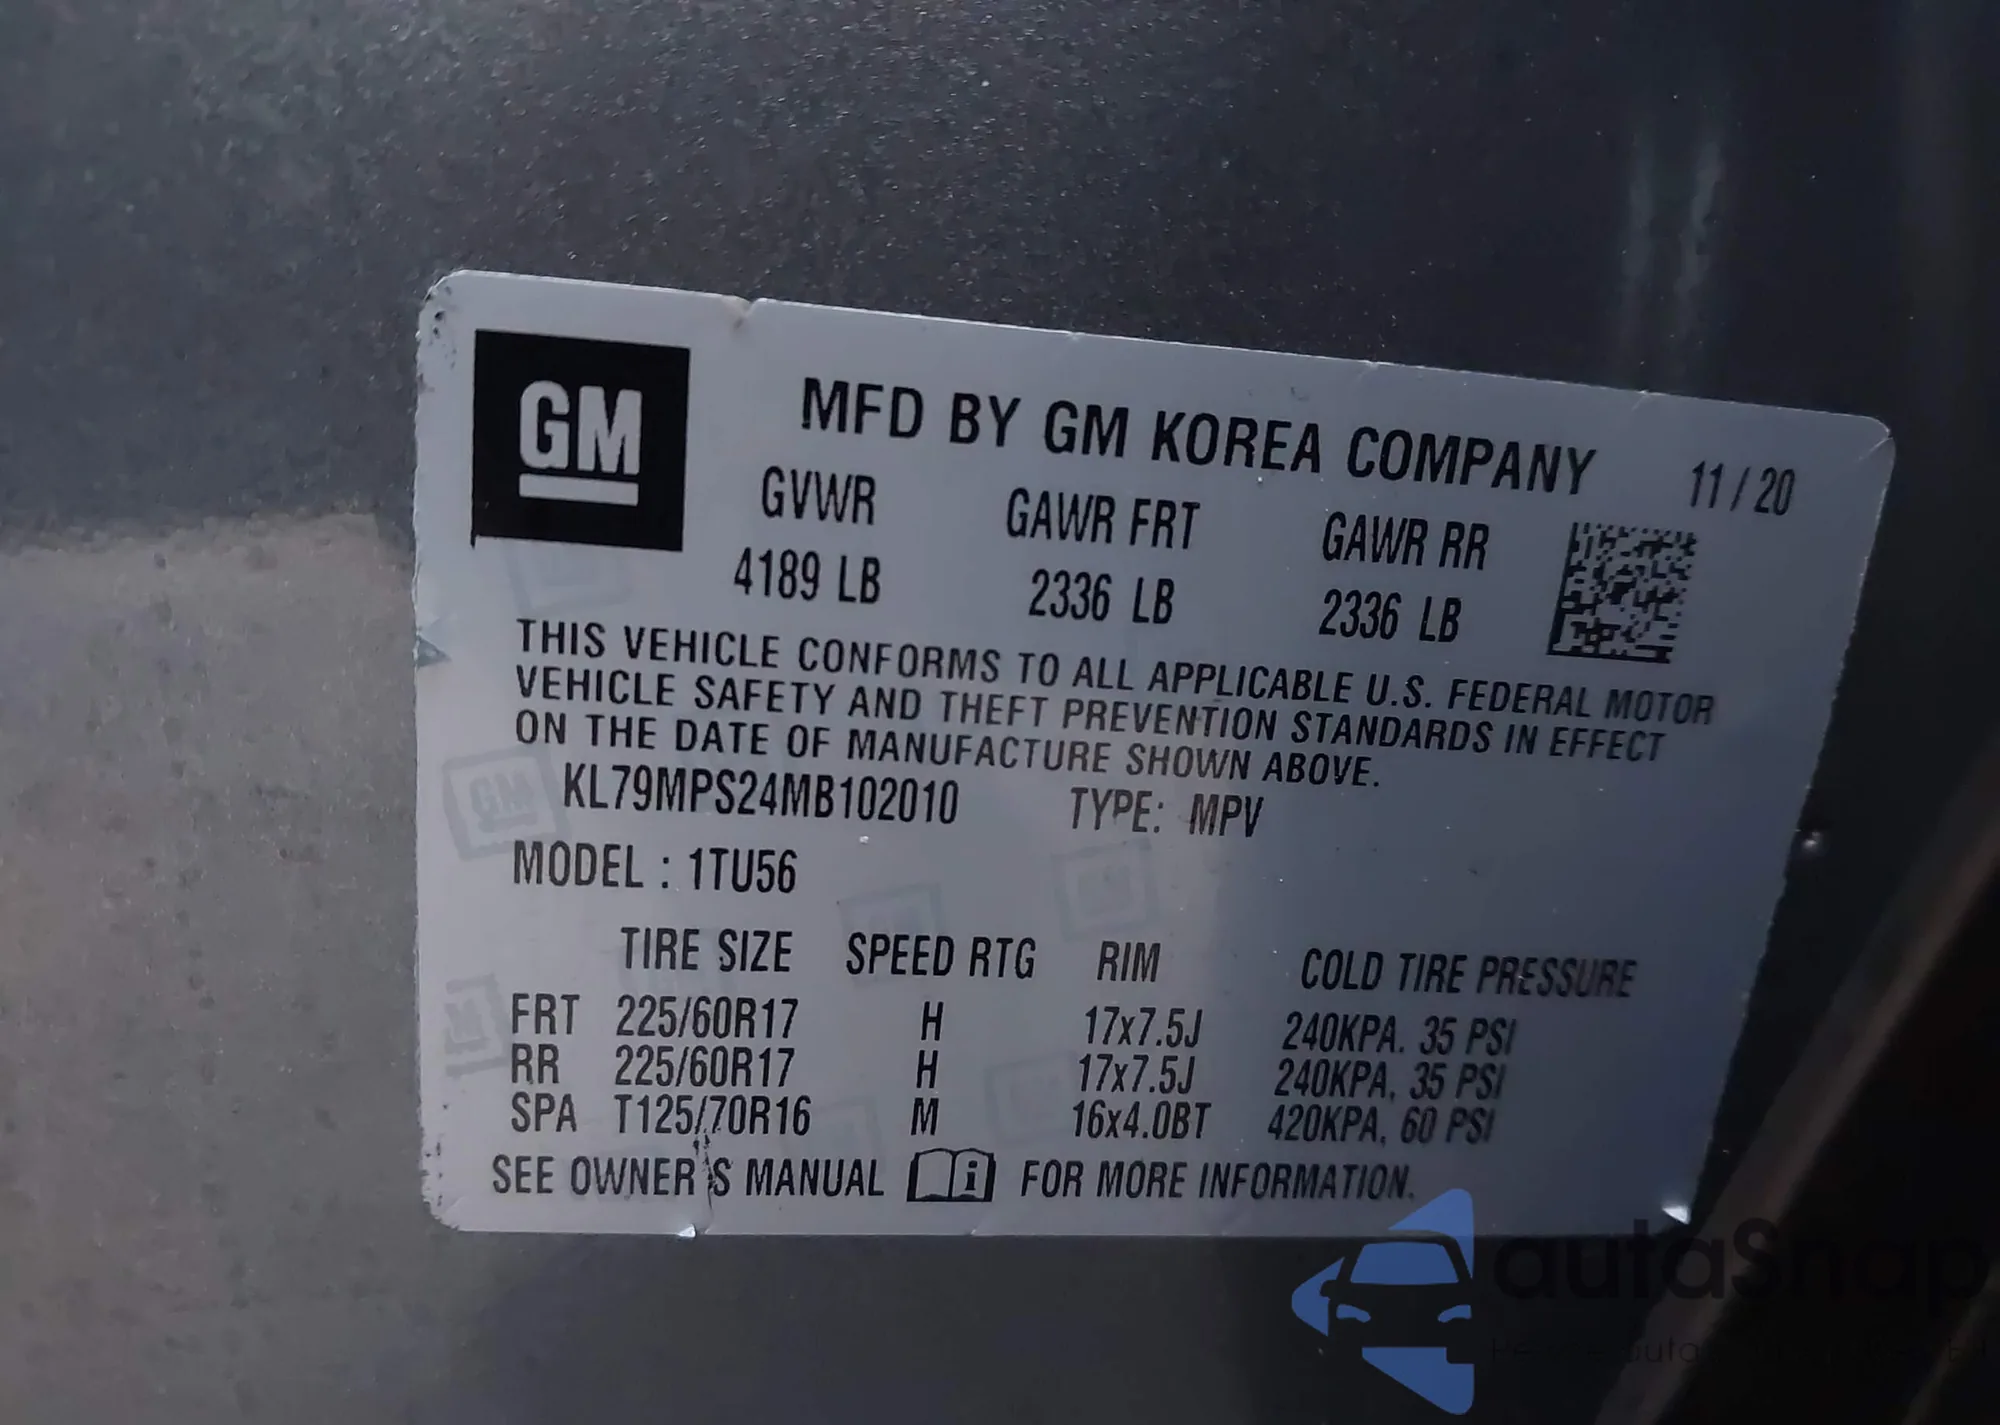 GM
MFD BY GM KOREA COMPANY 11/20
GVWR GAWR FRT GAWR RR
4189 LB 2336 LB 2336 LB
THIS VEHICLE CONFORMS TO ALL APPLICABLE U.S. FEDERAL MOTOR
VEHICLE SAFETY AND THEFT PREVENTION STANDARDS IN EFFECT
ON THE DATE OF MANUFACTURE SHOWN ABOVE.
KL79MPS24MB102010 TYPE: MPV
MODEL : 1TU56
TIRE SIZE SPEED RTG RIM COLD TIRE PRESSURE
FRT 225/60R17 H 17x7.5J 240KPA. 35 PSI
RR 225/60R17 H 17x7.5J 240KPA, 35 PSI
SPA T125/70R16 M 16x4.0BT 420KPA, 60 PSI
SEE OWNER'S MANUAL i FOR MORE INFORMATION.